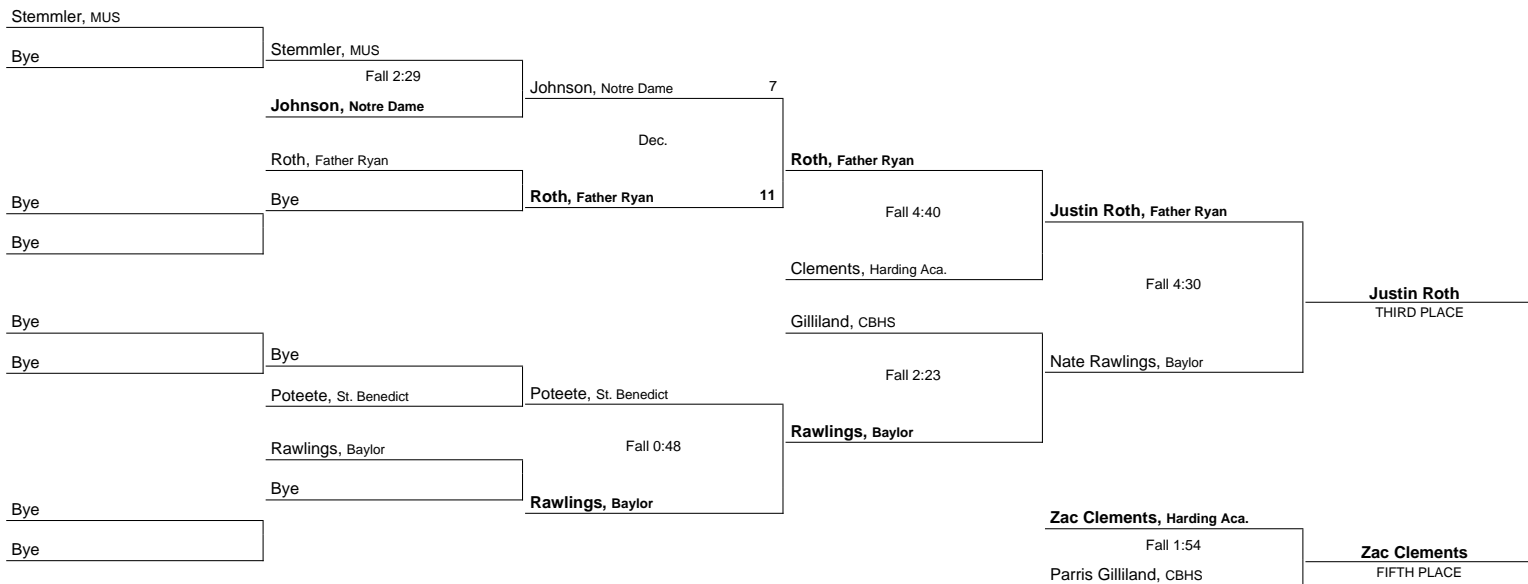 Stemmler, MUS
Bye
Stemmler, MUS
Fall 2:29
Johnson, Notre Dame
Johnson, Notre Dame 7
Dec.
Roth, Father Ryan
Bye
Roth, Father Ryan 11
Bye
Bye
Roth, Father Ryan
Fall 4:40
Clements, Harding Aca.
Justin Roth, Father Ryan
Fall 4:30
Justin Roth
THIRD PLACE
Bye
Bye
Bye
Poteete, St. Benedict
Poteete, St. Benedict
Fall 0:48
Rawlings, Baylor
Bye
Rawlings, Baylor
Gilliland, CBHS
Fall 2:23
Rawlings, Baylor
Nate Rawlings, Baylor
Bye
Bye
Zac Clements, Harding Aca.
Fall 1:54
Parris Gilliland, CBHS
Zac Clements
FIFTH PLACE